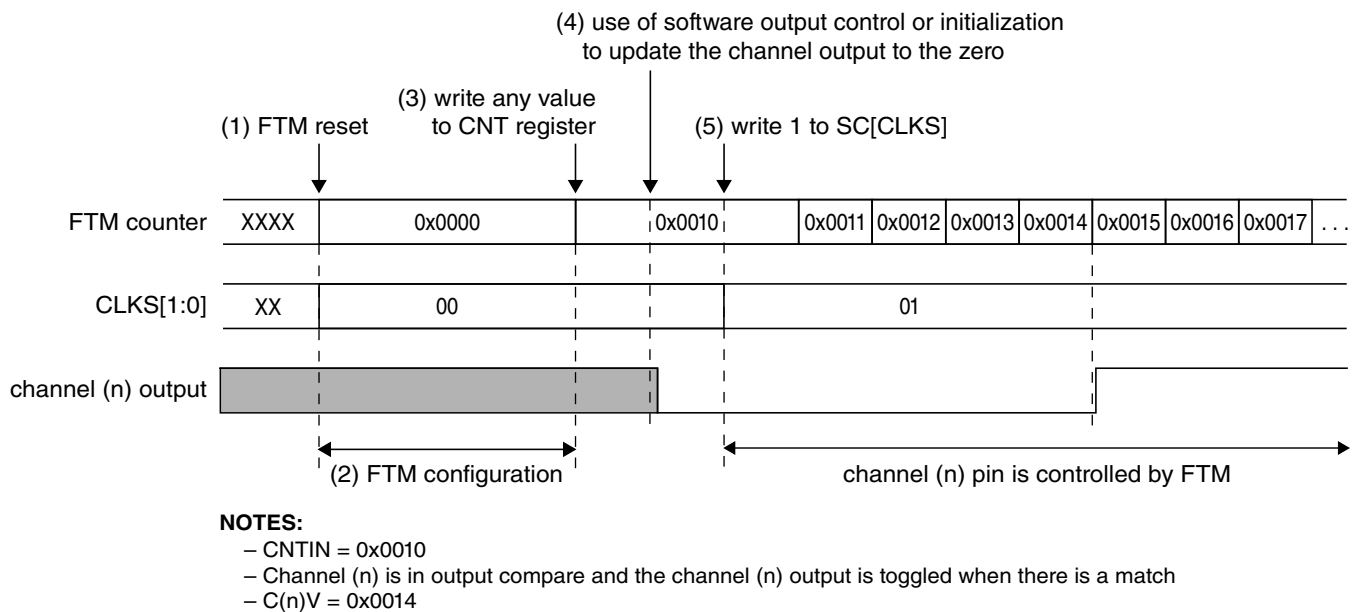 (4) use of software output control or initialization
to update the channel output to the zero
(3) write any value
to CNT register
(1) FTM reset
(5) write 1 to SC[CLKS]
FTM counter XXXX 0x0000 0x0010 0x0011 0x0012 0x0013 0x0014 0x0015 0x0016 0x0017 . . .
CLKS[1:0] XX 00 01
channel (n) output
(2) FTM configuration
channel (n) pin is controlled by FTM
NOTES:
– CNTIN = 0x0010
– Channel (n) is in output compare and the channel (n) output is toggled when there is a match
– C(n)V = 0x0014